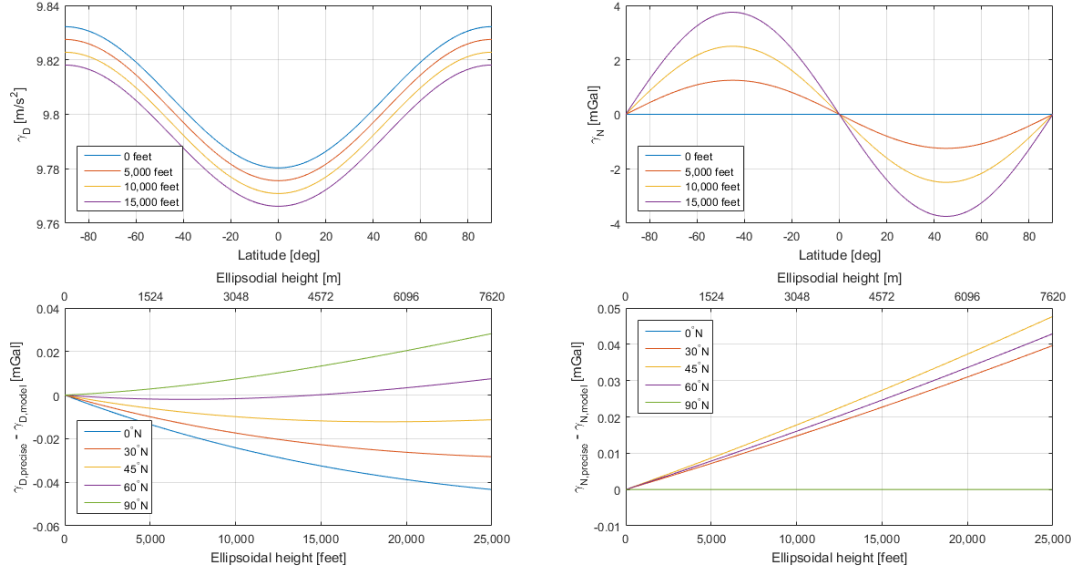 9.84
9.82
9.8
9.78
9.76
γD [m/s²]
0 feet
5,000 feet
10,000 feet
15,000 feet
-80 -60 -40 -20 0 20 40 60 80
Latitude [deg]
4
2
0
-2
-4
γN [mGal]
0 feet
5,000 feet
10,000 feet
15,000 feet
-80 -60 -40 -20 0 20 40 60 80
Latitude [deg]
Ellipsodial height [m]
0 1524 3048 4572 6096 7620
0.04
0.02
0
-0.02
-0.04
-0.06
γD,precise - γD,model [mGal]
0°N
30°N
45°N
60°N
90°N
0 5,000 10,000 15,000 20,000 25,000
Ellipsoidal height [feet]
Ellipsodial height [m]
0 1524 3048 4572 6096 7620
0.05
0.04
0.03
0.02
0.01
0
-0.01
γN,precise - γN,model [mGal]
0°N
30°N
45°N
60°N
90°N
0 5,000 10,000 15,000 20,000 25,000
Ellipsoidal height [feet]